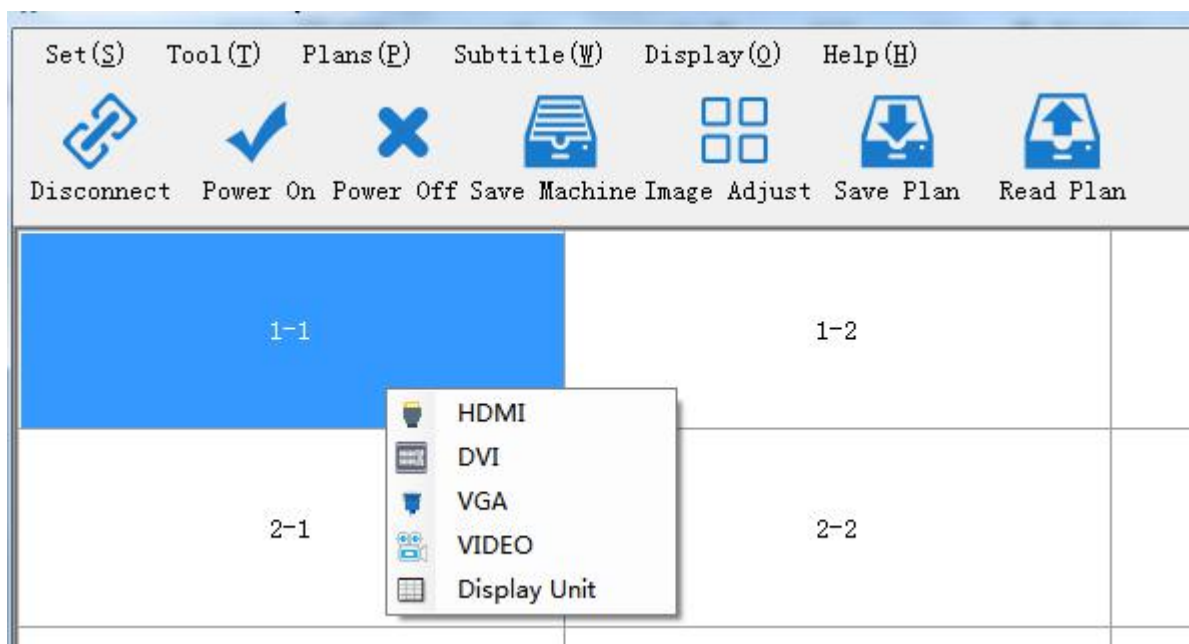 Set(S) Tool(T) Plans(P) Subtitle(W) Display(O) Help(H)
Disconnect Power On Power Off Save Machine Image Adjust Save Plan Read Plan
1-1 1-2
HDMI
DVI
VGA
2-1 2-2
VIDEO
Display Unit